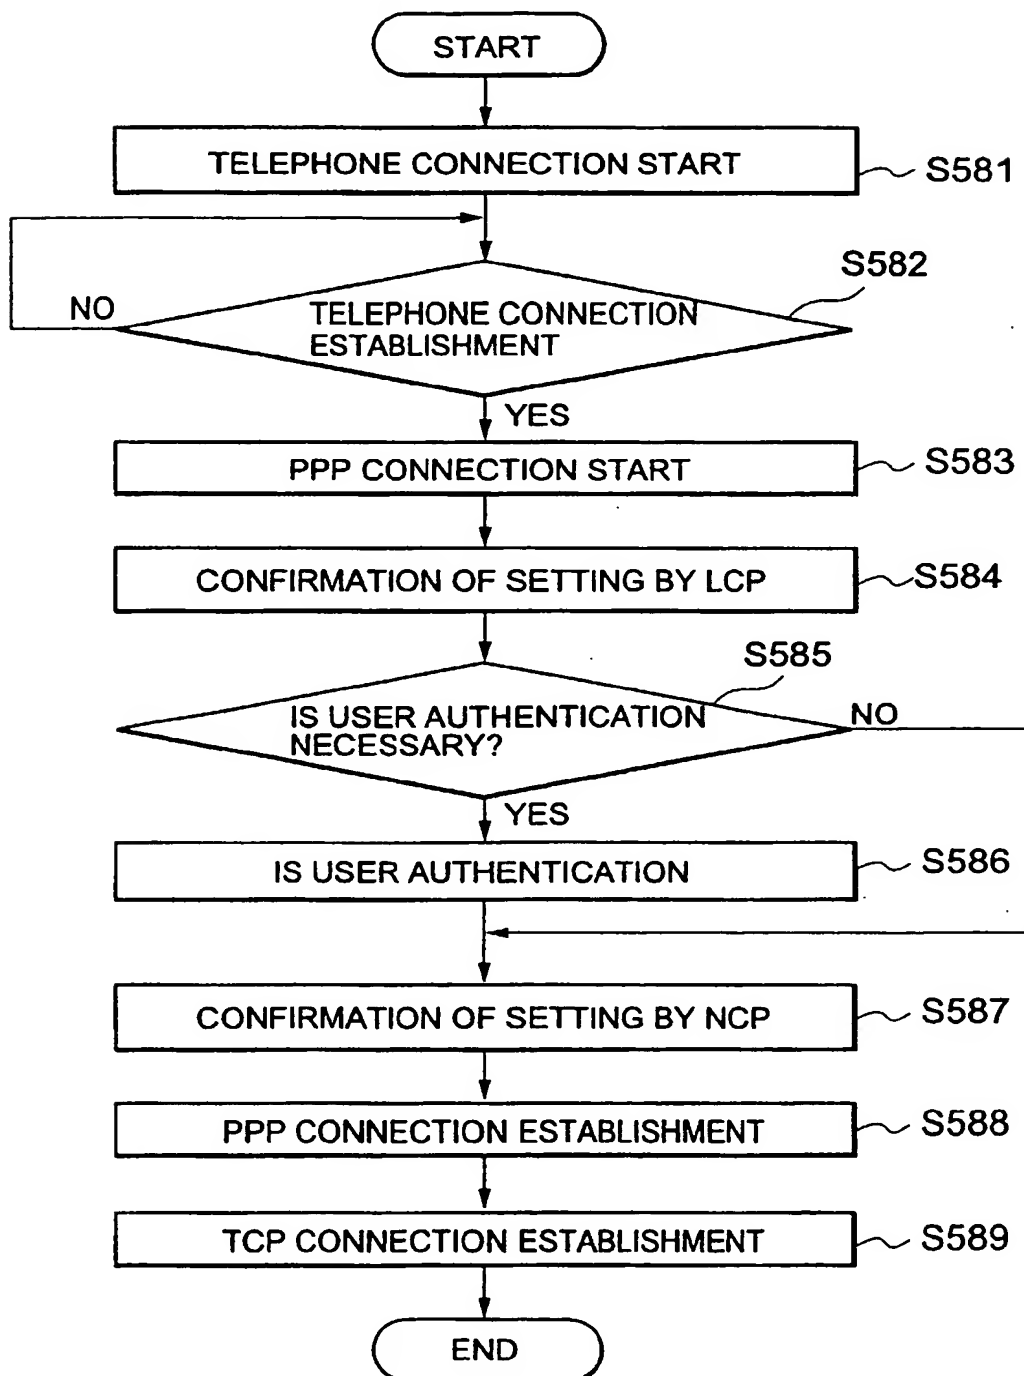 START
TELEPHONE CONNECTION START
S581
S582
NO
TELEPHONE CONNECTION
ESTABLISHMENT
YES
PPP CONNECTION START
S583
CONFIRMATION OF SETTING BY LCP
S584
S585
IS USER AUTHENTICATION
NECESSARY?
NO
YES
IS USER AUTHENTICATION
S586
CONFIRMATION OF SETTING BY NCP
S587
PPP CONNECTION ESTABLISHMENT
S588
TCP CONNECTION ESTABLISHMENT
S589
END